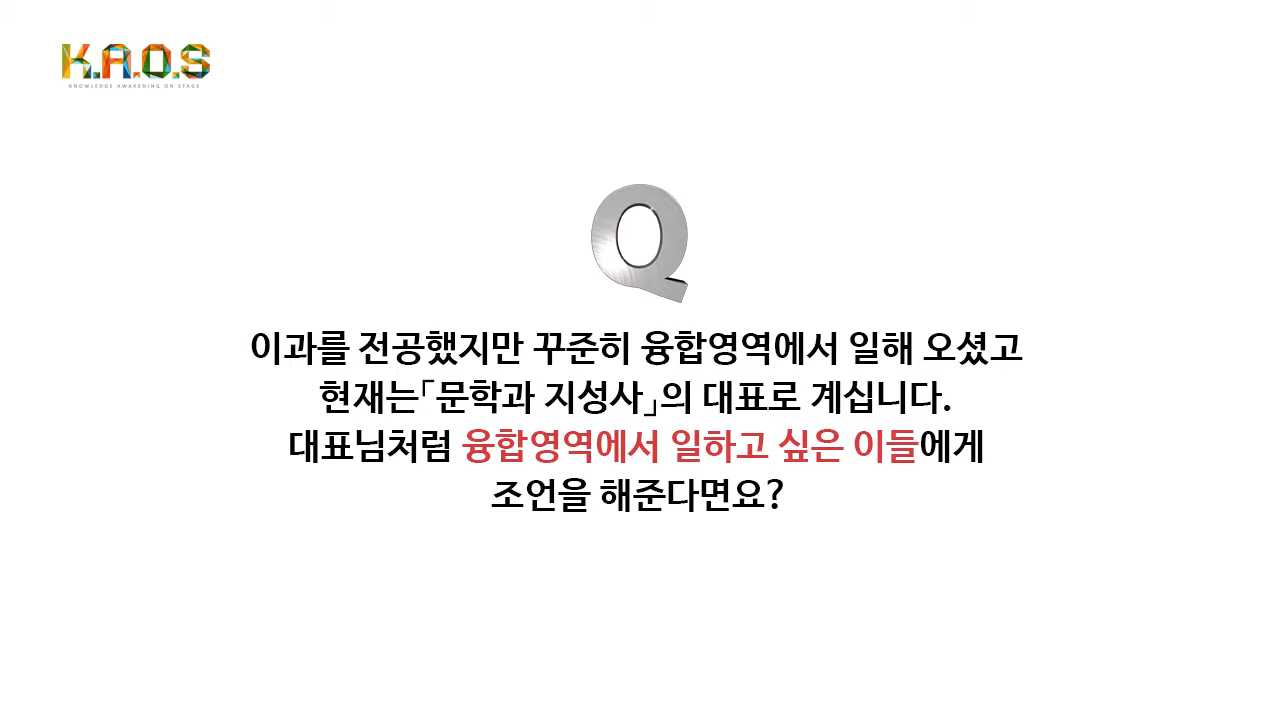 K.A.O.S
KNOWLEDGE AWAKENING ON STAGE
Q
이과를 전공했지만 꾸준히 융합영역에서 일해 오셨고
현재는「문학과 지성사」의 대표로 계십니다.
대표님처럼 융합영역에서 일하고 싶은 이들에게
조언을 해준다면요?